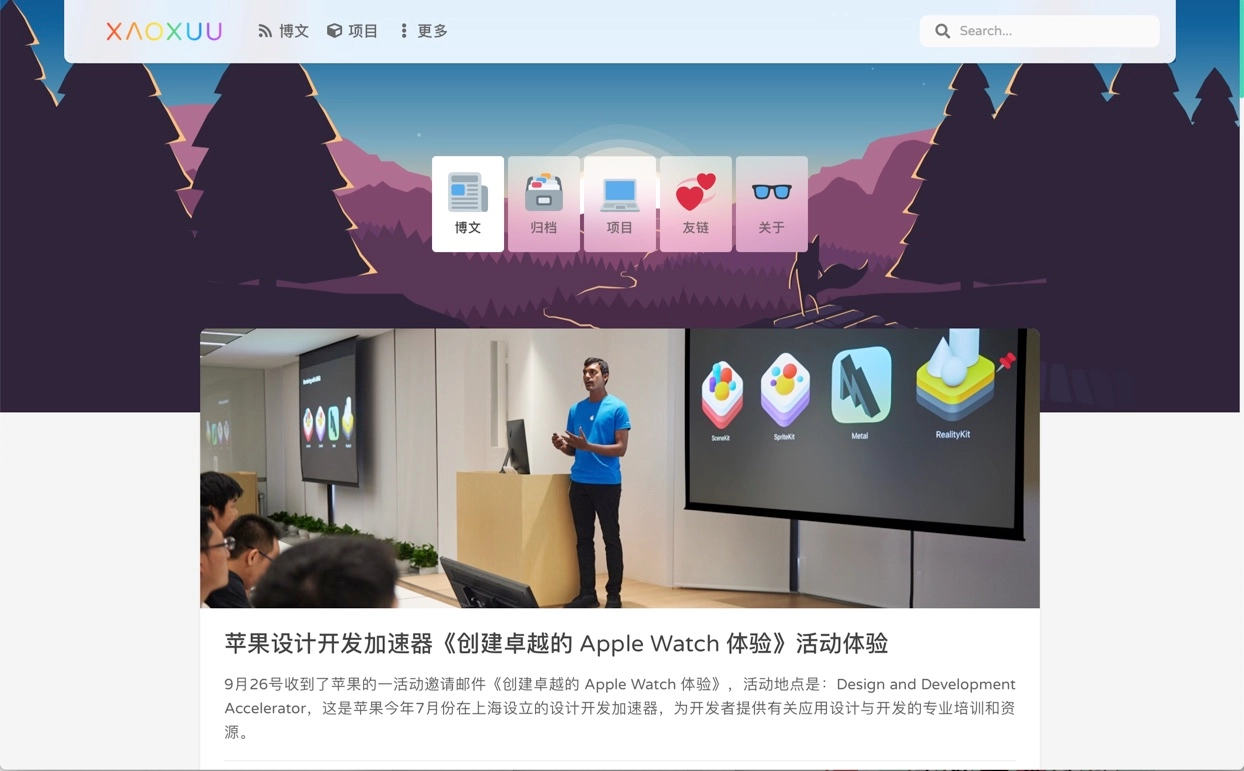 XAOXUU 博文 项目 更多 Search...
博文 归档 项目 友链 关于
SceneKit SpriteKit Metal RealityKit
苹果设计开发加速器《创建卓越的 Apple Watch 体验》活动体验
9月26号收到了苹果的一活动邀请邮件《创建卓越的 Apple Watch 体验》，活动地点是：Design and Development
Accelerator，这是苹果今年7月份在上海设立的设计开发加速器，为开发者提供有关应用设计与开发的专业培训和资
源。